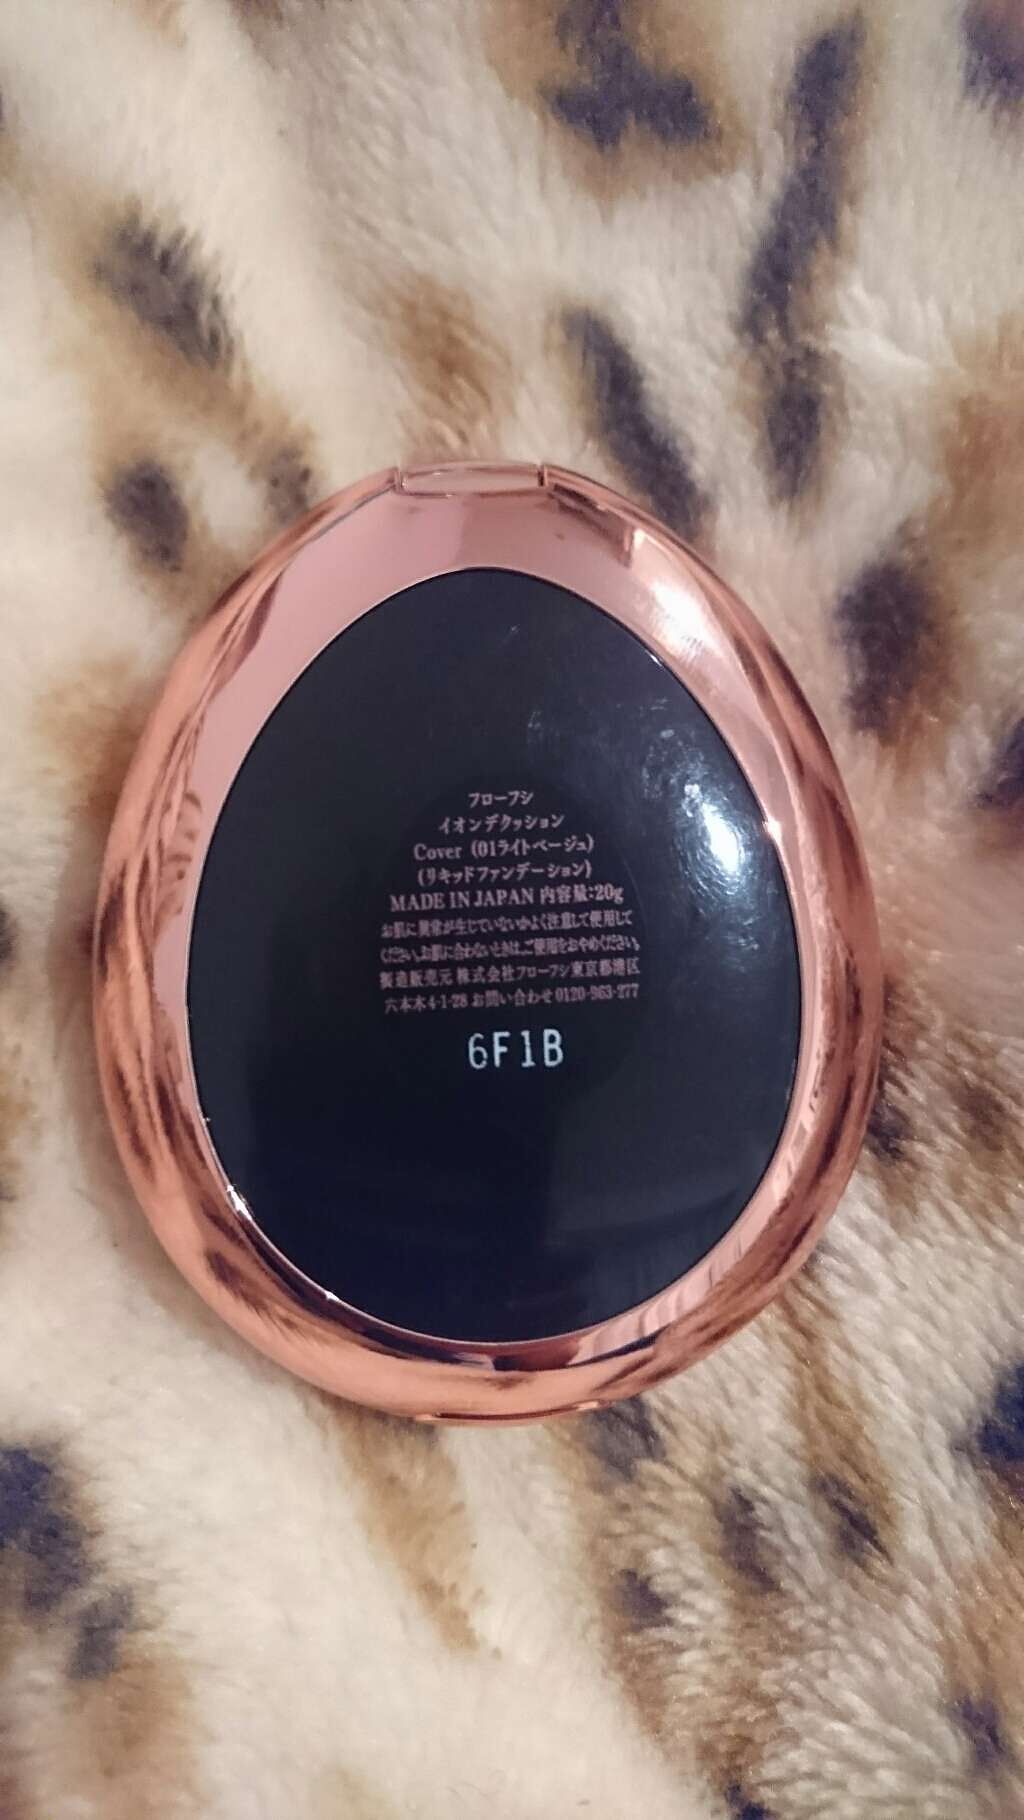 フローフシ
イオンデクッション
Cover (01ライトベージュ)
(リキッドファンデーション)
MADE IN JAPAN 内容量:20g
お肌に異常が生じていないかよく注意して使用して
ください。お肌に合わないときは、ご使用をおやめください。
製造販売元 株式会社フローフシ東京都港区
六本木4-1-28 お問い合わせ0120-963-277
6F1B